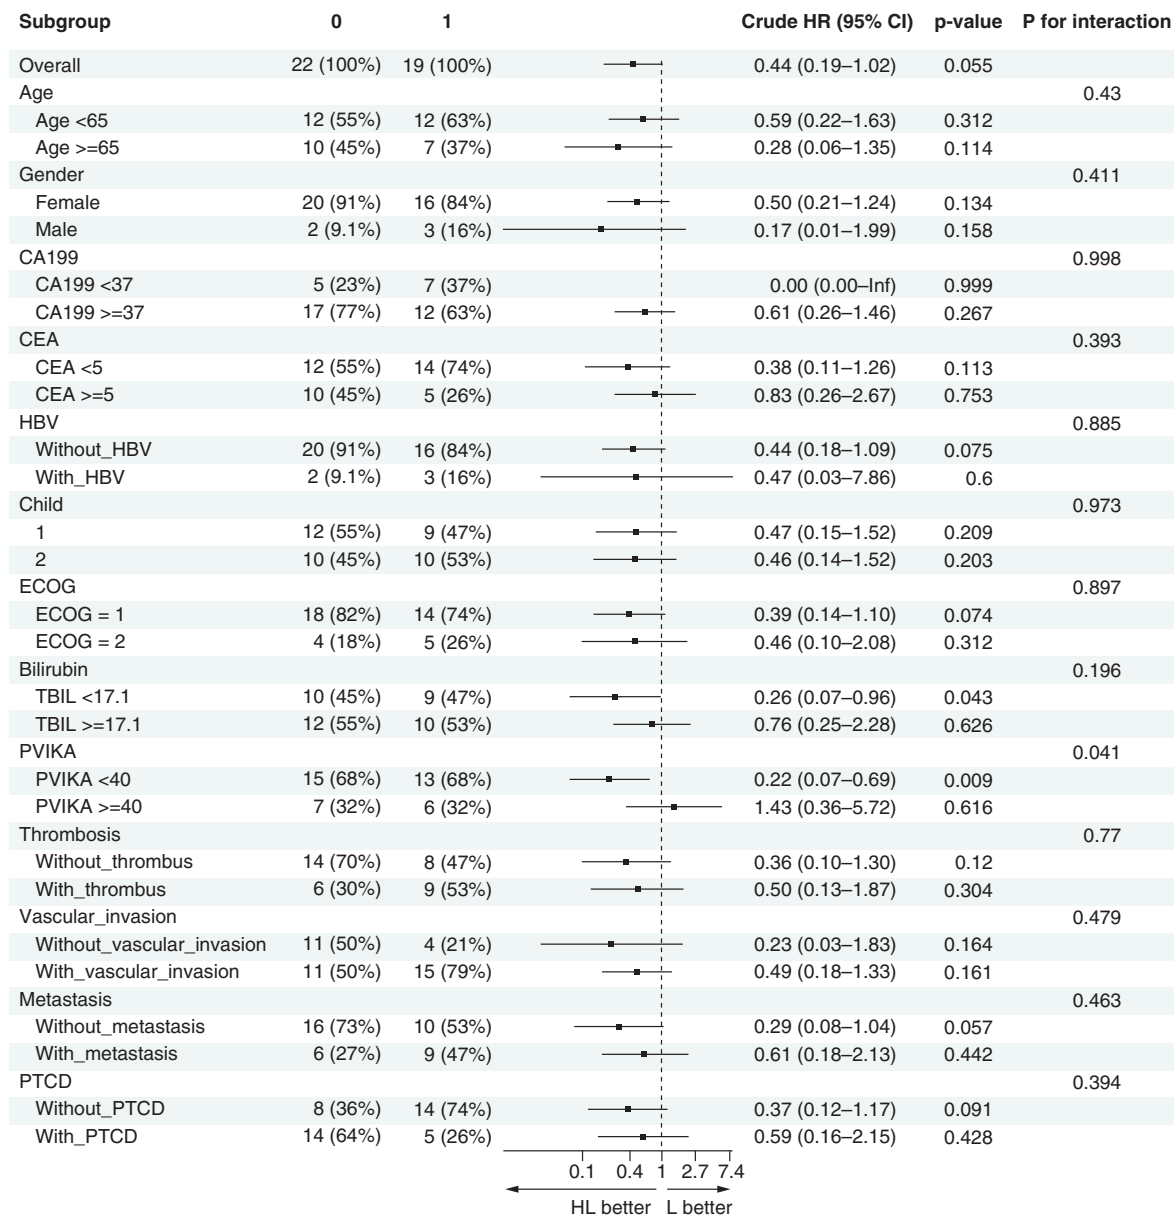 Subgroup 0 1 Crude HR (95% CI) p-value P for interaction
Overall 22 (100%) 19 (100%) 0.44 (0.19–1.02) 0.055
Age 0.43
Age <65 12 (55%) 12 (63%) 0.59 (0.22–1.63) 0.312
Age >=65 10 (45%) 7 (37%) 0.28 (0.06–1.35) 0.114
Gender 0.411
Female 20 (91%) 16 (84%) 0.50 (0.21–1.24) 0.134
Male 2 (9.1%) 3 (16%) 0.17 (0.01–1.99) 0.158
CA199 0.998
CA199 <37 5 (23%) 7 (37%) 0.00 (0.00–Inf) 0.999
CA199 >=37 17 (77%) 12 (63%) 0.61 (0.26–1.46) 0.267
CEA 0.393
CEA <5 12 (55%) 14 (74%) 0.38 (0.11–1.26) 0.113
CEA >=5 10 (45%) 5 (26%) 0.83 (0.26–2.67) 0.753
HBV 0.885
Without_HBV 20 (91%) 16 (84%) 0.44 (0.18–1.09) 0.075
With_HBV 2 (9.1%) 3 (16%) 0.47 (0.03–7.86) 0.6
Child 0.973
1 12 (55%) 9 (47%) 0.47 (0.15–1.52) 0.209
2 10 (45%) 10 (53%) 0.46 (0.14–1.52) 0.203
ECOG 0.897
ECOG = 1 18 (82%) 14 (74%) 0.39 (0.14–1.10) 0.074
ECOG = 2 4 (18%) 5 (26%) 0.46 (0.10–2.08) 0.312
Bilirubin 0.196
TBIL <17.1 10 (45%) 9 (47%) 0.26 (0.07–0.96) 0.043
TBIL >=17.1 12 (55%) 10 (53%) 0.76 (0.25–2.28) 0.626
PVIKA 0.041
PVIKA <40 15 (68%) 13 (68%) 0.22 (0.07–0.69) 0.009
PVIKA >=40 7 (32%) 6 (32%) 1.43 (0.36–5.72) 0.616
Thrombosis 0.77
Without_thrombus 14 (70%) 8 (47%) 0.36 (0.10–1.30) 0.12
With_thrombus 6 (30%) 9 (53%) 0.50 (0.13–1.87) 0.304
Vascular_invasion 0.479
Without_vascular_invasion 11 (50%) 4 (21%) 0.23 (0.03–1.83) 0.164
With_vascular_invasion 11 (50%) 15 (79%) 0.49 (0.18–1.33) 0.161
Metastasis 0.463
Without_metastasis 16 (73%) 10 (53%) 0.29 (0.08–1.04) 0.057
With_metastasis 6 (27%) 9 (47%) 0.61 (0.18–2.13) 0.442
PTCD 0.394
Without_PTCD 8 (36%) 14 (74%) 0.37 (0.12–1.17) 0.091
With_PTCD 14 (64%) 5 (26%) 0.59 (0.16–2.15) 0.428
0.1 0.4 1 2.7 7.4
HL better L better